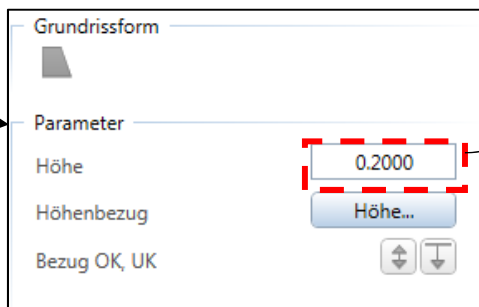 Grundrissform
Parameter
Höhe 0.2000
Höhenbezug Höhe...
Bezug OK, UK